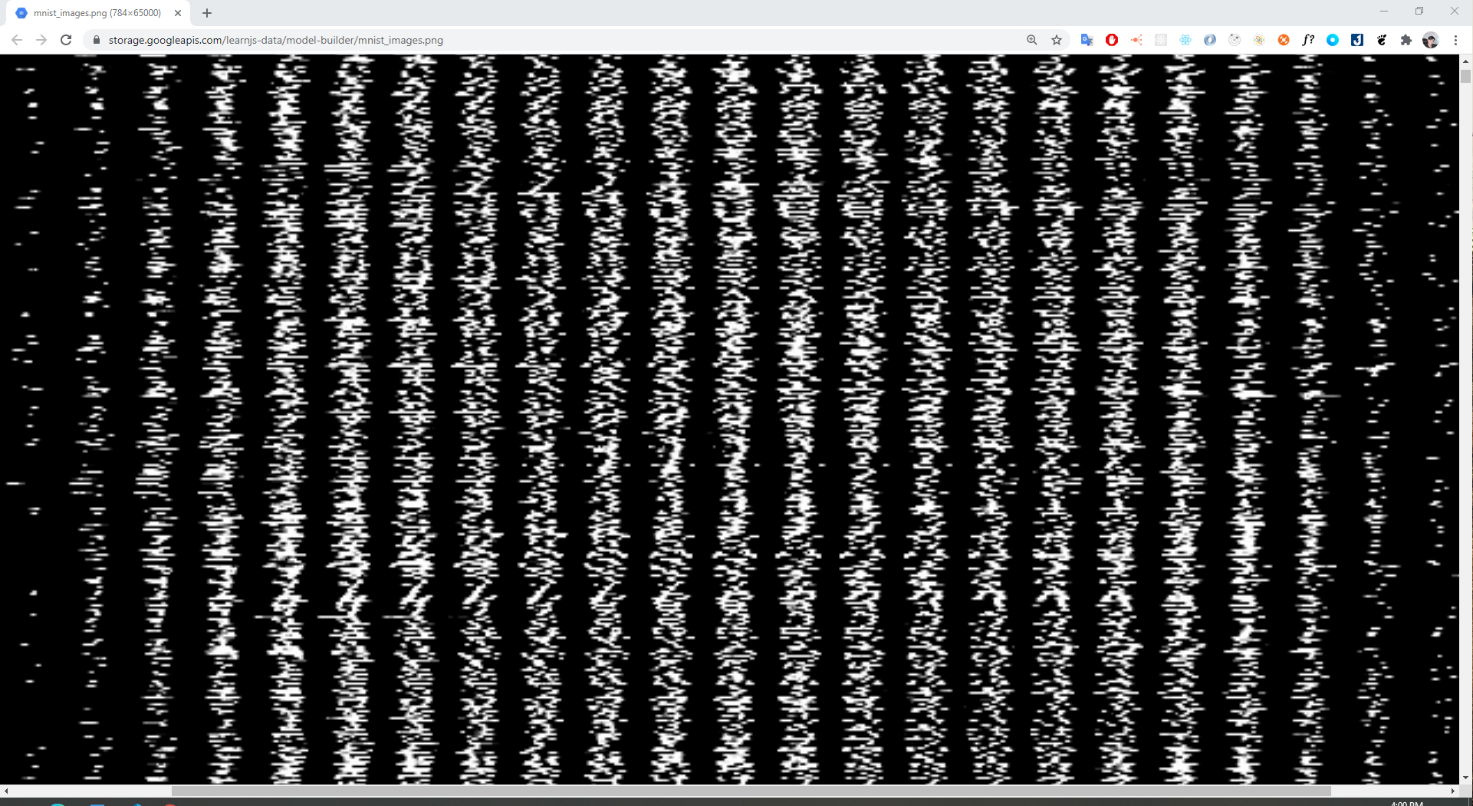 mnist_images.png (784×65000)
storage.googleapis.com/learnjs-data/model-builder/mnist_images.png
f?
J